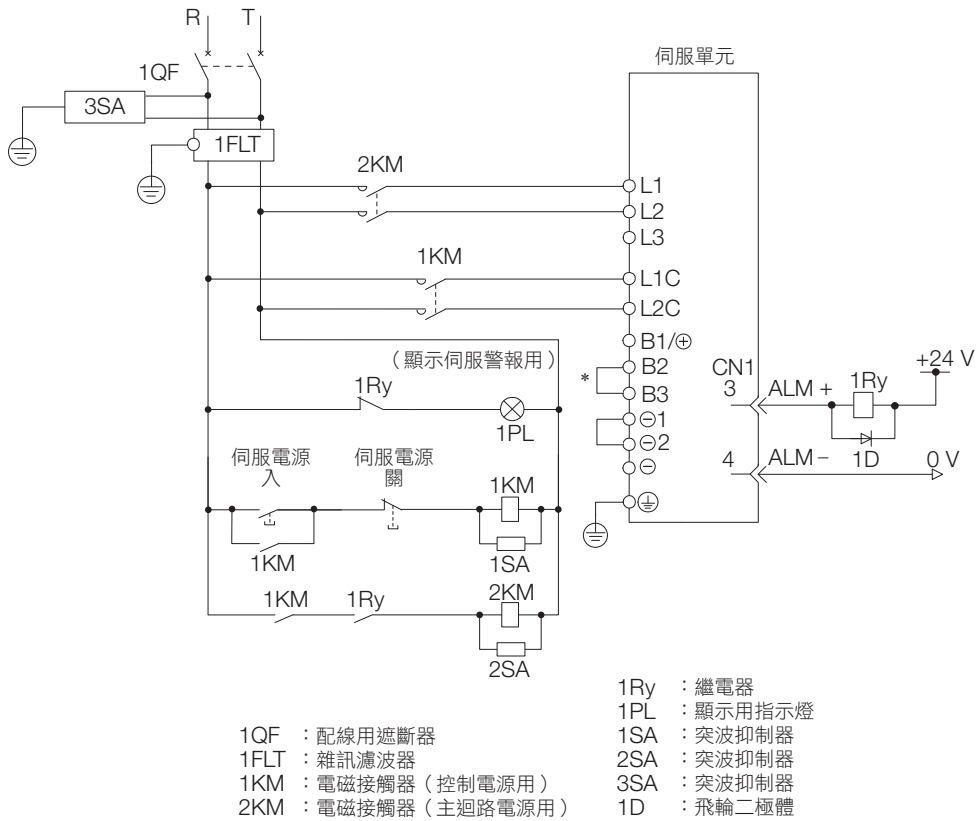 R T
1QF
3SA
1FLT
伺服單元
2KM
L1
L2
L3
1KM
L1C
L2C
B1/⊕
（顯示伺服警報用）
* B2
B3
1Ry
1PL
⊖1
⊖2
⊖
CN1
3 ALM＋ 1Ry +24 V
1D
4 ALM− 0 V
伺服電源
入
伺服電源
關
1KM
1KM
1SA
1KM 1Ry 2KM
2SA
1QF ：配線用遮斷器
1FLT ：雜訊濾波器
1KM ：電磁接觸器（控制電源用）
2KM ：電磁接觸器（主迴路電源用）
1Ry ：繼電器
1PL ：顯示用指示燈
1SA ：突波抑制器
2SA ：突波抑制器
3SA ：突波抑制器
1D ：飛輪二極體